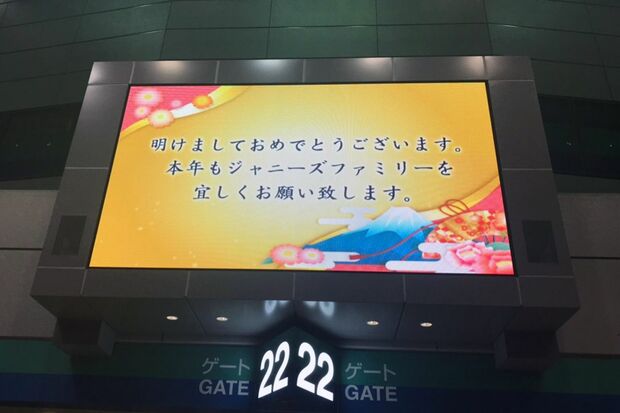 明けましておめでとうございます。
本年もジャニーズファミリーを
宜しくお願い致します。
ゲート 22 22 ゲート
GATE GATE